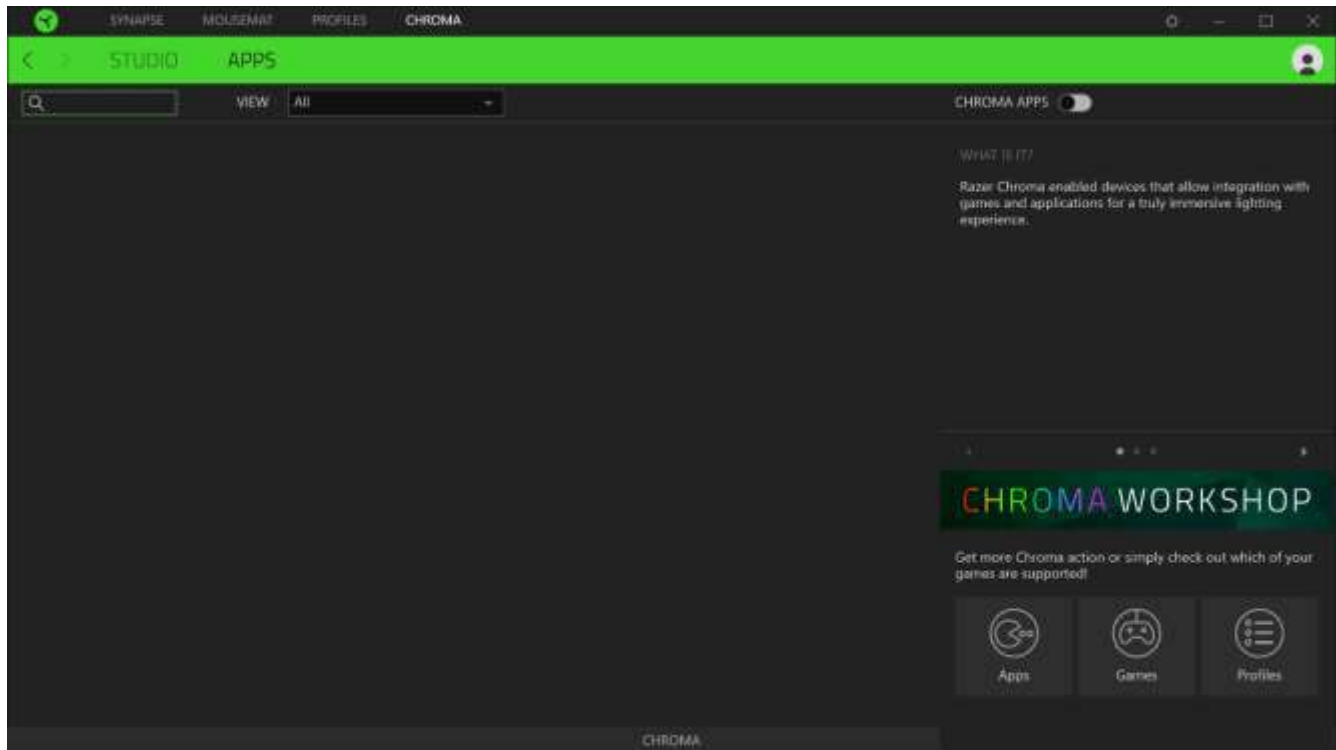 SYNAPSE MOUSEMAT PROFILES CHROMA
STUDIO APPS
VIEW All CHROMA APPS
WHAT IS IT?
Razer Chroma enabled devices that allow integration with
games and applications for a truly immersive lighting
experience.
CHROMA WORKSHOP
Get more Chroma action or simply check out which of your
games are supported!
Apps Games Profiles
CHROMA